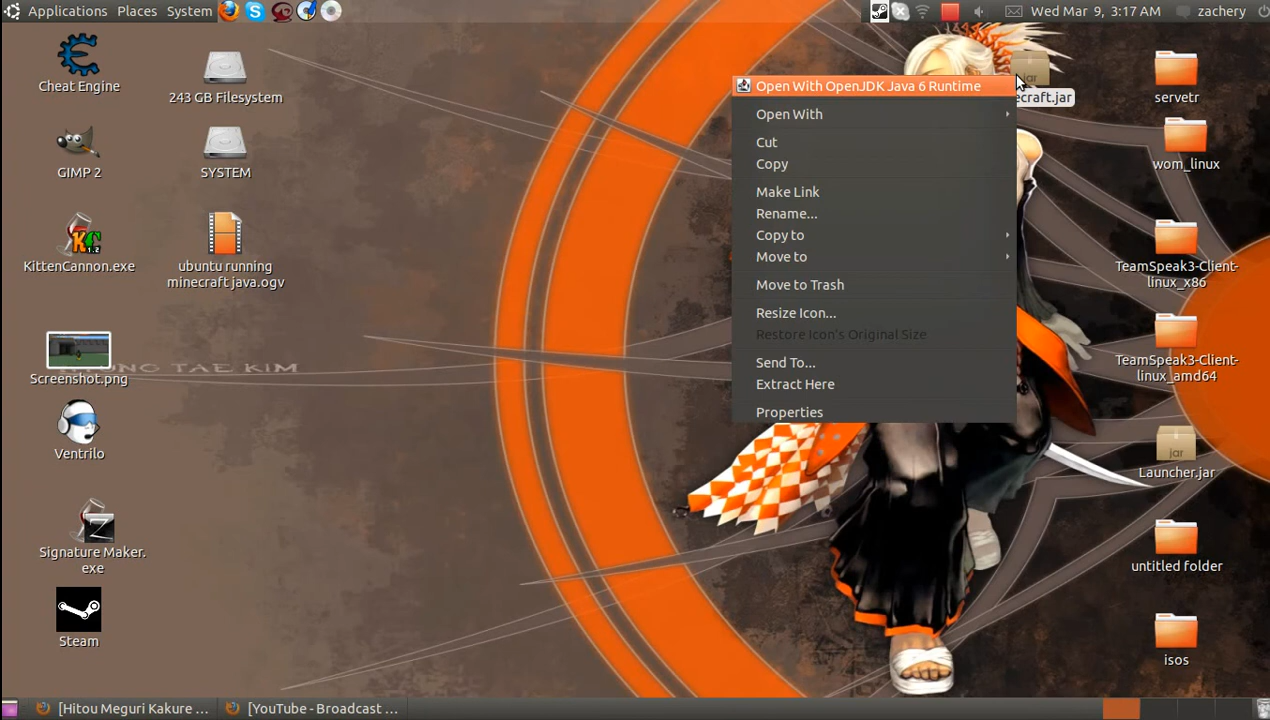 Applications Places System
Wed Mar 9, 3:17 AM
zachery
Cheat Engine
243 GB Filesystem
GIMP 2
SYSTEM
KittenCannon.exe
ubuntu running
minecraft java.ogv
Screenshot.png
TAE KIM
Ventrilo
Signature Maker.
exe
Steam
Open With OpenJDK Java 6 Runtime
Open With
Cut
Copy
Make Link
Rename...
Copy to
Move to
Move to Trash
Resize Icon...
Restore Icon's Original Size
Send To...
Extract Here
Properties
jar
ecraft.jar
servetr
wom_linux
TeamSpeak3-Client-
linux_x86
TeamSpeak3-Client-
linux_amd64
jar
Launcher.jar
untitled folder
isos
[Hitou Meguri Kakure ...
[YouTube - Broadcast ...